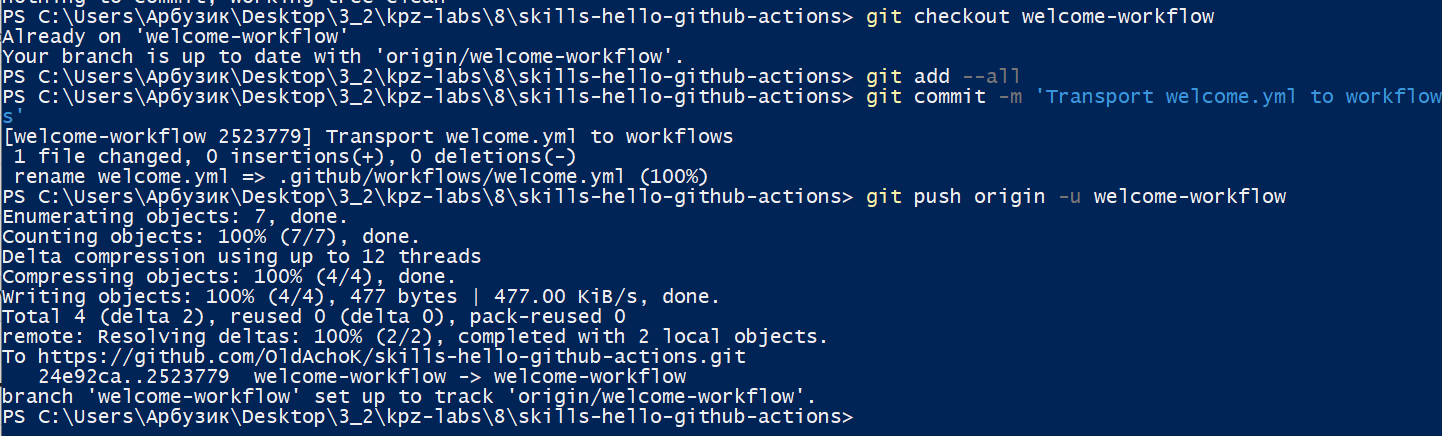 nothing to commit, working tree clean
PS C:\Users\Арбузик\Desktop\3_2\kpz-labs\8\skills-hello-github-actions> git checkout welcome-workflow
Already on 'welcome-workflow'
Your branch is up to date with 'origin/welcome-workflow'.
PS C:\Users\Арбузик\Desktop\3_2\kpz-labs\8\skills-hello-github-actions> git add --all
PS C:\Users\Арбузик\Desktop\3_2\kpz-labs\8\skills-hello-github-actions> git commit -m 'Transport welcome.yml to workflow
s'
[welcome-workflow 2523779] Transport welcome.yml to workflows
 1 file changed, 0 insertions(+), 0 deletions(-)
 rename welcome.yml => .github/workflows/welcome.yml (100%)
PS C:\Users\Арбузик\Desktop\3_2\kpz-labs\8\skills-hello-github-actions> git push origin -u welcome-workflow
Enumerating objects: 7, done.
Counting objects: 100% (7/7), done.
Delta compression using up to 12 threads
Compressing objects: 100% (4/4), done.
Writing objects: 100% (4/4), 477 bytes | 477.00 KiB/s, done.
Total 4 (delta 2), reused 0 (delta 0), pack-reused 0
remote: Resolving deltas: 100% (2/2), completed with 2 local objects.
To https://github.com/OldAchoK/skills-hello-github-actions.git
   24e92ca..2523779  welcome-workflow -> welcome-workflow
branch 'welcome-workflow' set up to track 'origin/welcome-workflow'.
PS C:\Users\Арбузик\Desktop\3_2\kpz-labs\8\skills-hello-github-actions>